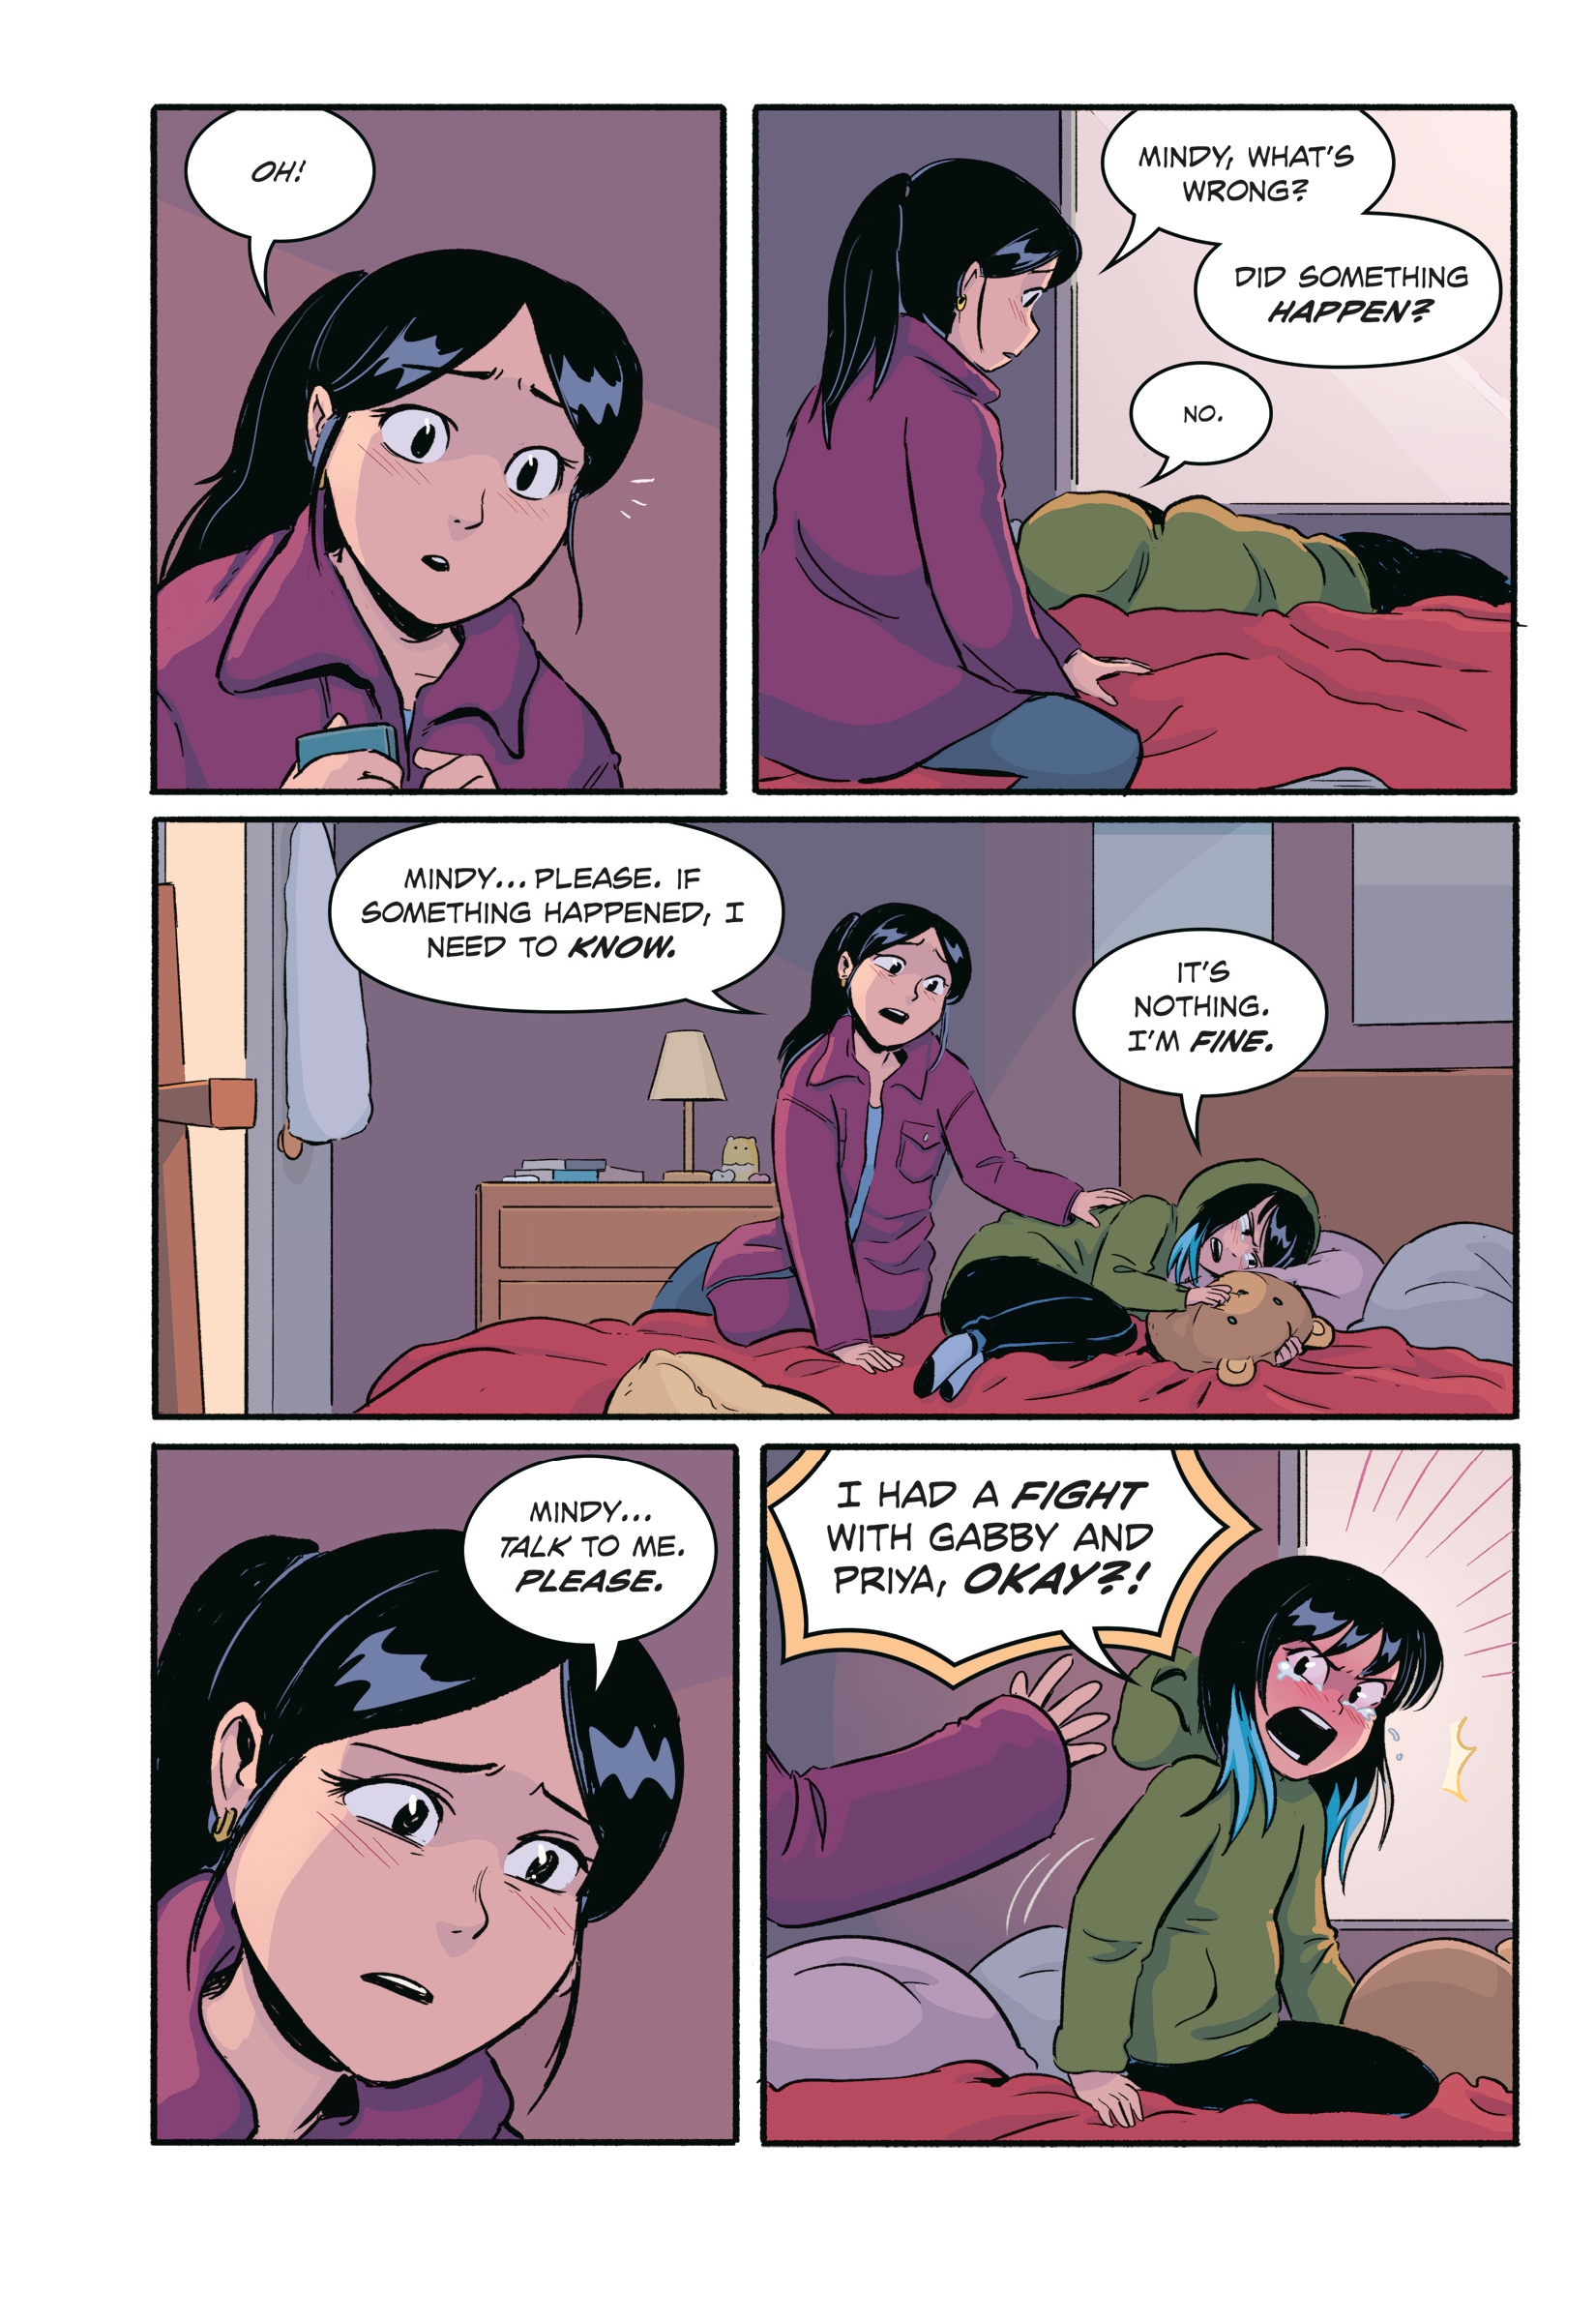 OH!
MINDY, WHAT'S
WRONG?
DID SOMETHING
HAPPEN?
NO.
MINDY... PLEASE. IF
SOMETHING HAPPENED, I
NEED TO KNOW.
IT'S
NOTHING.
I'M FINE.
MINDY...
TALK TO ME.
PLEASE.
I HAD A FIGHT
WITH GABBY AND
PRIYA, OKAY?!